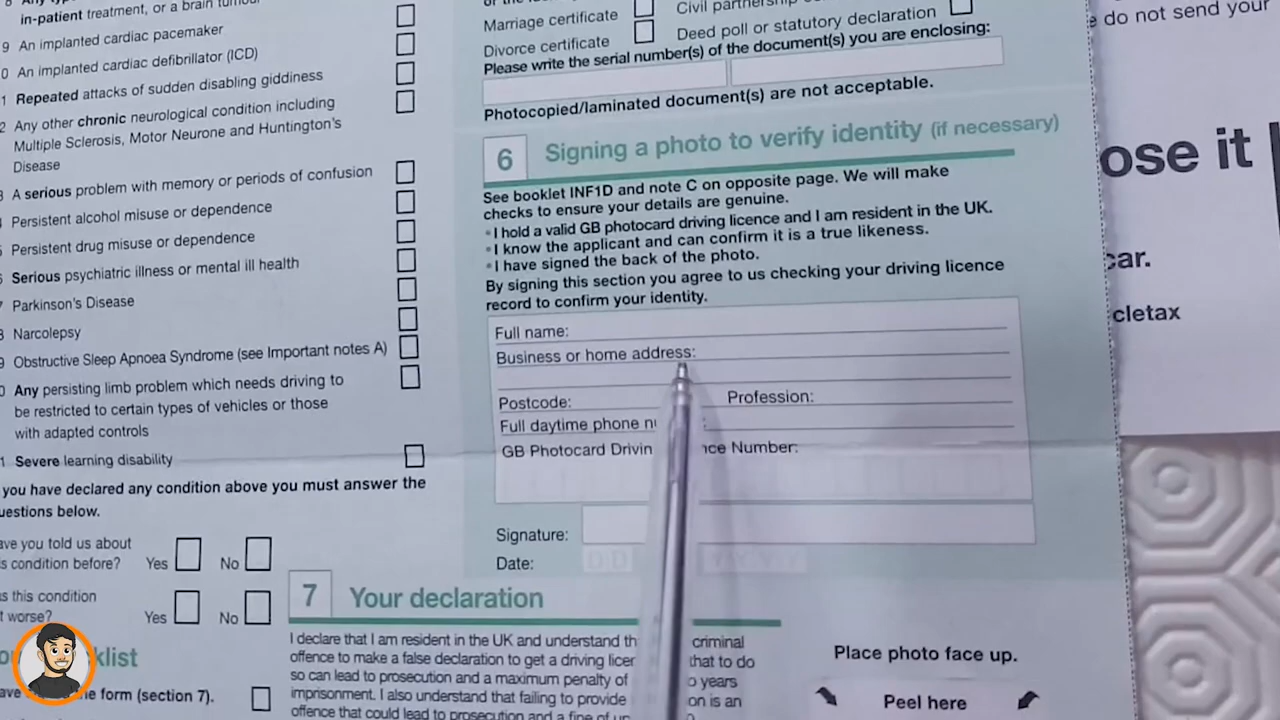 in-patient treatment, or a brain tumour
9 An implanted cardiac pacemaker
0 An implanted cardiac defibrillator (ICD)
1 Repeated attacks of sudden disabling giddiness
2 Any other chronic neurological condition including
Multiple Sclerosis, Motor Neurone and Huntington's
Disease
3 A serious problem with memory or periods of confusion
Persistent alcohol misuse or dependence
Persistent drug misuse or dependence
Serious psychiatric illness or mental ill health
Parkinson's Disease
Narcolepsy
9 Obstructive Sleep Apnoea Syndrome (see Important notes A)
0 Any persisting limb problem which needs driving to
be restricted to certain types of vehicles or those
with adapted controls
1 Severe learning disability
you have declared any condition above you must answer the
uestions below.
ave you told us about
s condition before? Yes No
s this condition
t worse? Yes No
klist
the form (section 7).
Marriage certificate
Divorce certificate
Deed poll or statutory declaration
Please write the serial number(s) of the document(s) you are enclosing:
Photocopied/laminated document(s) are not acceptable.
6 Signing a photo to verify identity (if necessary)
See booklet INF1D and note C on opposite page. We will make
checks to ensure your details are genuine.
• I hold a valid GB photocard driving licence and I am resident in the UK.
• I know the applicant and can confirm it is a true likeness.
• I have signed the back of the photo.
By signing this section you agree to us checking your driving licence
record to confirm your identity.
Full name:
Business or home address:
Postcode: Profession:
Full daytime phone n :
GB Photocard Drivin nce Number:
Signature:
Date: D D Y Y Y Y
7 Your declaration
I declare that I am resident in the UK and understand th criminal
offence to make a false declaration to get a driving licer that to do
so can lead to prosecution and a maximum penalty of years
imprisonment. I also understand that failing to provide on is an
offence that could lead to prosecution and a fine of up
Place photo face up.
Peel here
do not send your
ose it
car.
cletax